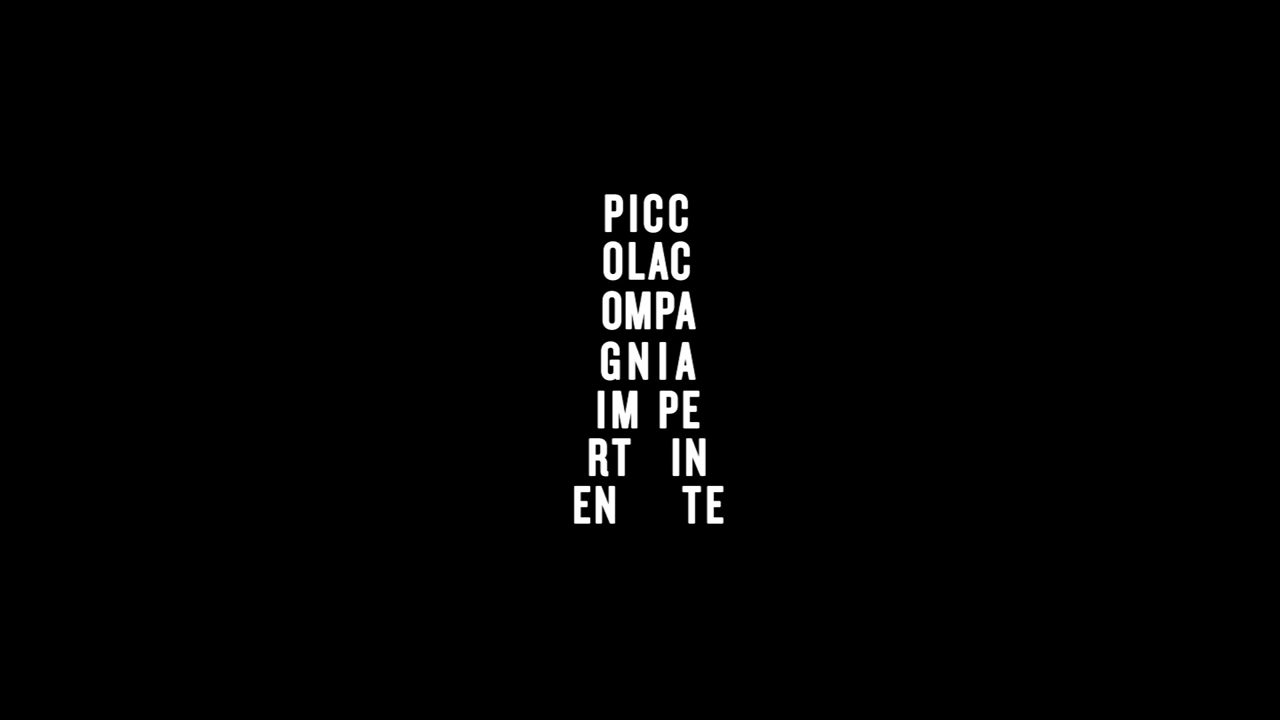 PICC
OLAC
OMPA
GNIA
IM PE
RT IN
EN TE